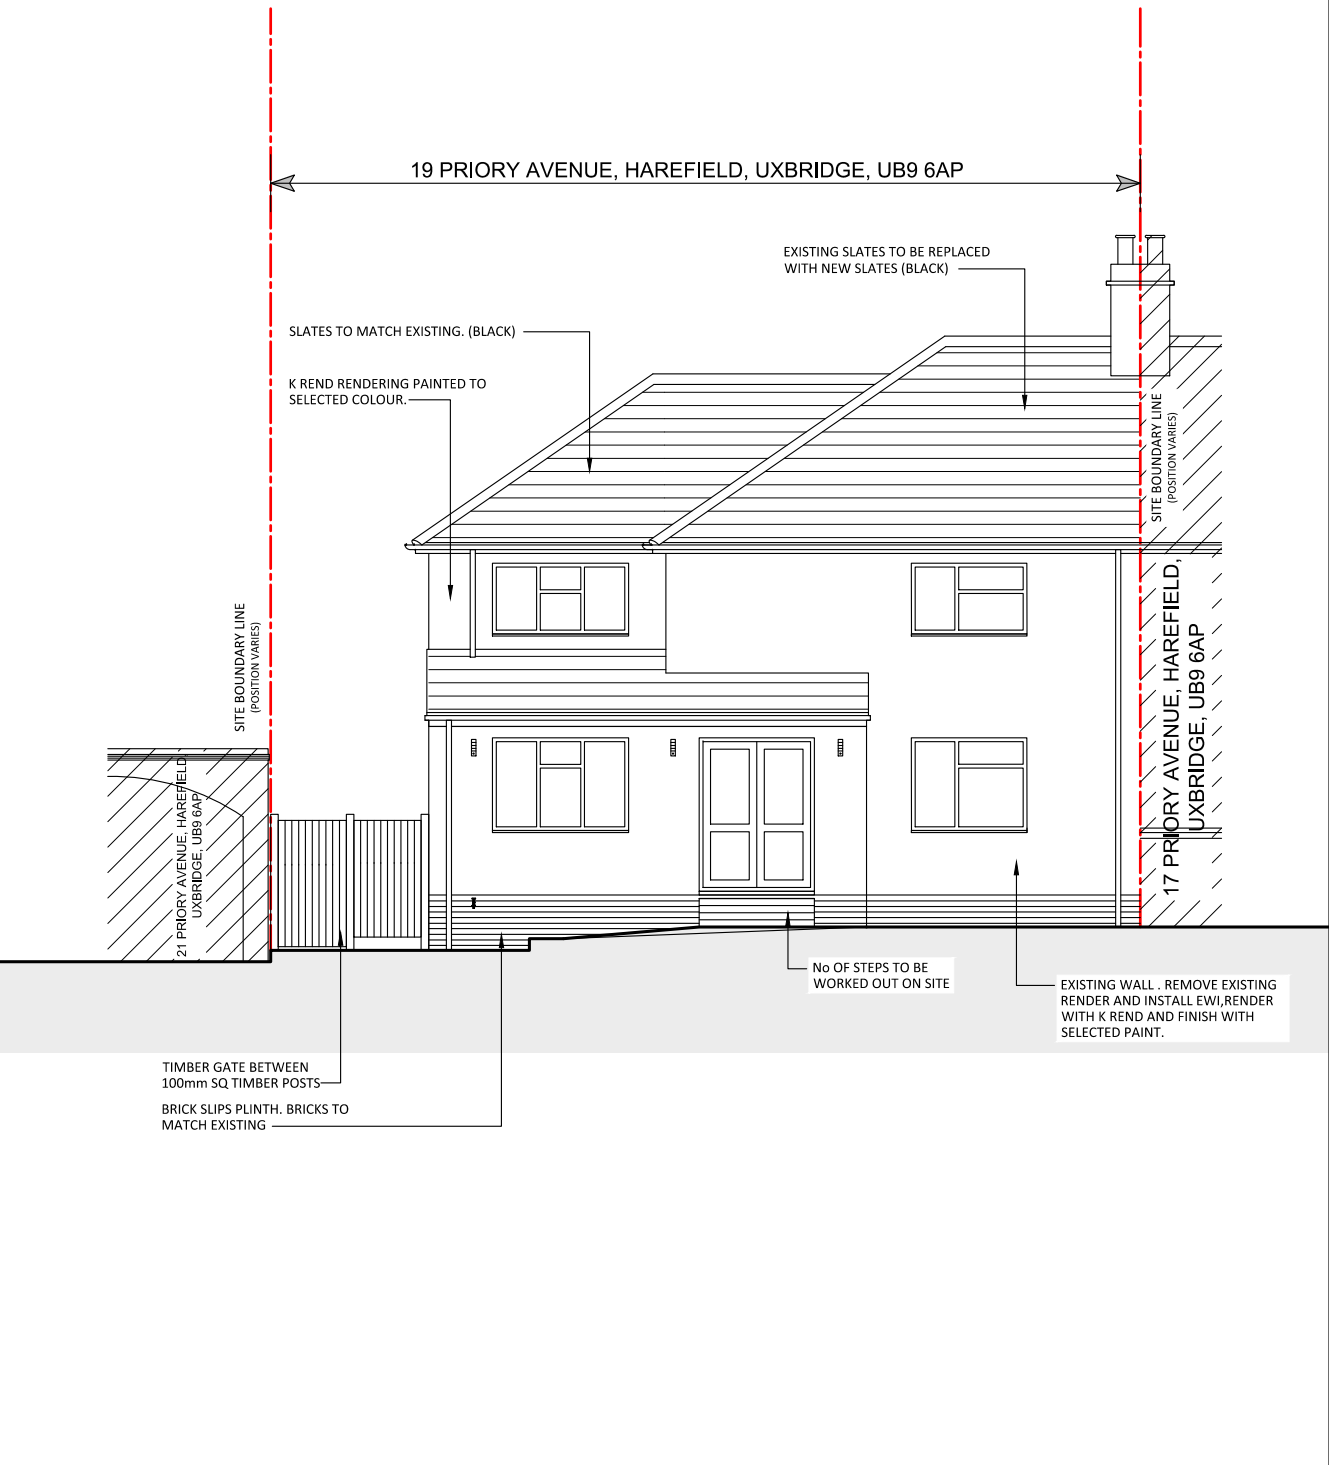 19 PRIORY AVENUE, HAREFIELD, UXBRIDGE, UB9 6AP
EXISTING SLATES TO BE REPLACED
WITH NEW SLATES (BLACK)
SLATES TO MATCH EXISTING. (BLACK)
K REND RENDERING PAINTED TO
SELECTED COLOUR.
SITE BOUNDARY LINE
(POSITION VARIES)
SITE BOUNDARY LINE
(POSITION VARIES)
17 PRIORY AVENUE, HAREFIELD,
UXBRIDGE, UB9 6AP
21 PRIORY AVENUE, HAREFIELD,
UXBRIDGE, UB9 6AP
No OF STEPS TO BE
WORKED OUT ON SITE
EXISTING WALL . REMOVE EXISTING
RENDER AND INSTALL EWI,RENDER
WITH K REND AND FINISH WITH
SELECTED PAINT.
TIMBER GATE BETWEEN
100mm SQ TIMBER POSTS
BRICK SLIPS PLINTH. BRICKS TO
MATCH EXISTING